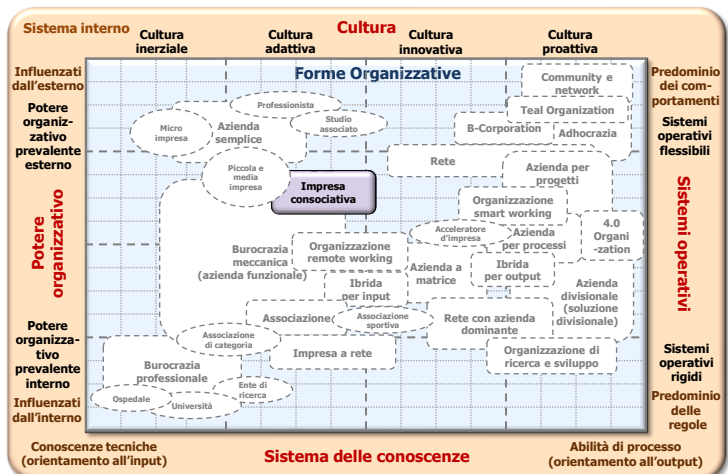 Sistema interno
Cultura
Cultura
inerziale
Cultura
adattiva
Cultura
innovativa
Cultura
proattiva
Influenzati
dall'esterno
Potere
organiz-
zativo
prevalente
esterno
Potere
organizzativo
Potere
organizza-
tivo
prevalente
interno
Influenzati
dall'interno
Forme Organizzative
Community e
network
Professionista
Teal Organization
Micro
impresa
Azienda
semplice
Studio
associato
B-Corporation
Adhocrazia
Piccola e
media
impresa
Rete
Azienda per
progetti
Impresa
consociativa
Organizzazione
smart working
Burocrazia
meccanica
(azienda funzionale)
Organizzazione
remote working
Acceleratore
d'impresa
Azienda
per processi
4.0
Organi
-zation
Azienda a
matrice
Ibrida
per output
Ibrida
per input
Azienda
divisionale
(soluzione
divisionale)
Associazione
Associazione
sportiva
Rete con azienda
dominante
Associazione
di categoria
Impresa a rete
Organizzazione di
ricerca e sviluppo
Burocrazia
professionale
Ente di
ricerca
Ospedale
Università
Predominio
dei com-
portamenti
Sistemi
operativi
flessibili
Sistemi operativi
Sistemi
operativi
rigidi
Predominio
delle
regole
Conoscenze tecniche
(orientamento all'input)
Sistema delle conoscenze
Abilità di processo
(orientamento all'output)